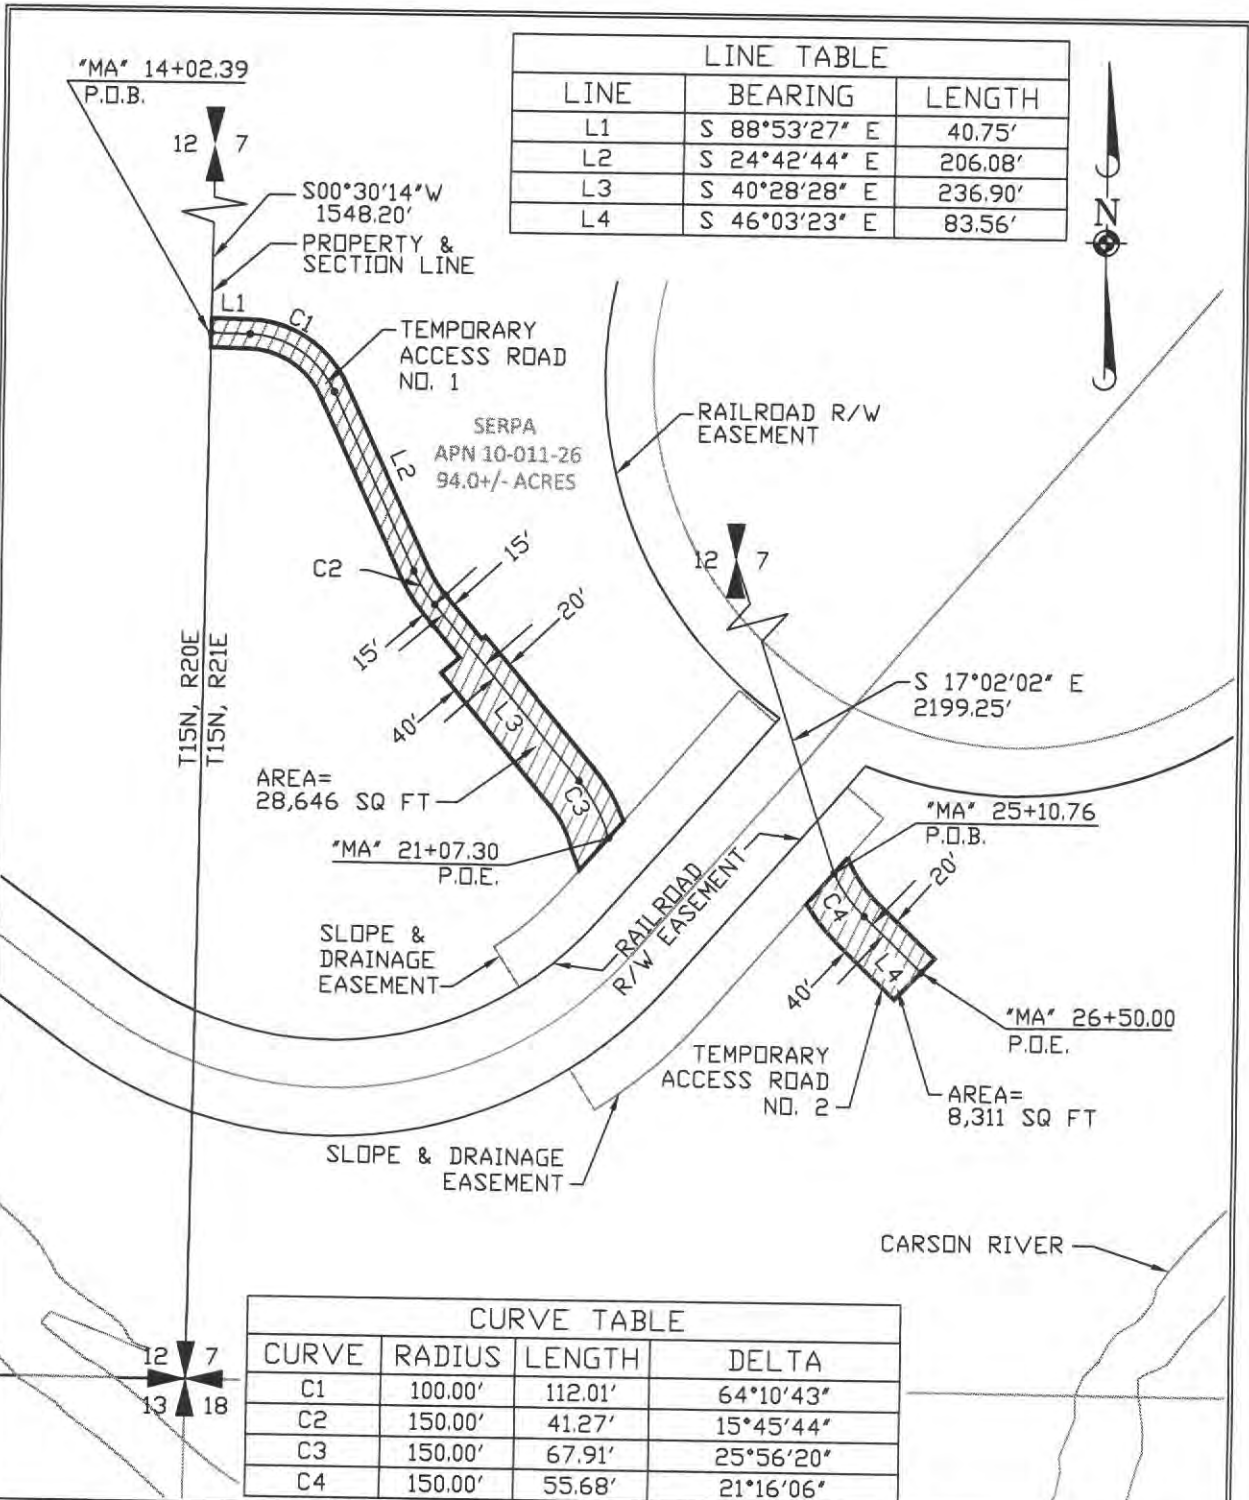 "MA" 14+02.39
P.O.B.
12 7
S00°30'14"W
1548.20'
PROPERTY &
SECTION LINE
LINE TABLE
LINE BEARING LENGTH
L1 S 88°53'27" E 40.75'
L2 S 24°42'44" E 206.08'
L3 S 40°28'28" E 236.90'
L4 S 46°03'23" E 83.56'
N
L1
C1
TEMPORARY
ACCESS ROAD
NO. 1
SERPA
APN 10-011-26
94.0+/- ACRES
L2
RAILROAD R/W
EASEMENT
C2
15'
20'
15'
40'
L3
12 7
T15N, R20E
T15N, R21E
S 17°02'02" E
2199.25'
AREA=
28,646 SQ FT
C3
"MA" 21+07.30
P.O.E.
"MA" 25+10.76
P.O.B.
20'
C4
L4
40'
SLOPE &
DRAINAGE
EASEMENT
RAILROAD
R/W EASEMENT
"MA" 26+50.00
P.O.E.
TEMPORARY
ACCESS ROAD
NO. 2
AREA=
8,311 SQ FT
SLOPE & DRAINAGE
EASEMENT
CARSON RIVER
12 7
13 18
CURVE TABLE
CURVE RADIUS LENGTH DELTA
C1 100.00' 112.01' 64°10'43"
C2 150.00' 41.27' 15°45'44"
C3 150.00' 67.91' 25°56'20"
C4 150.00' 55.68' 21°16'06"